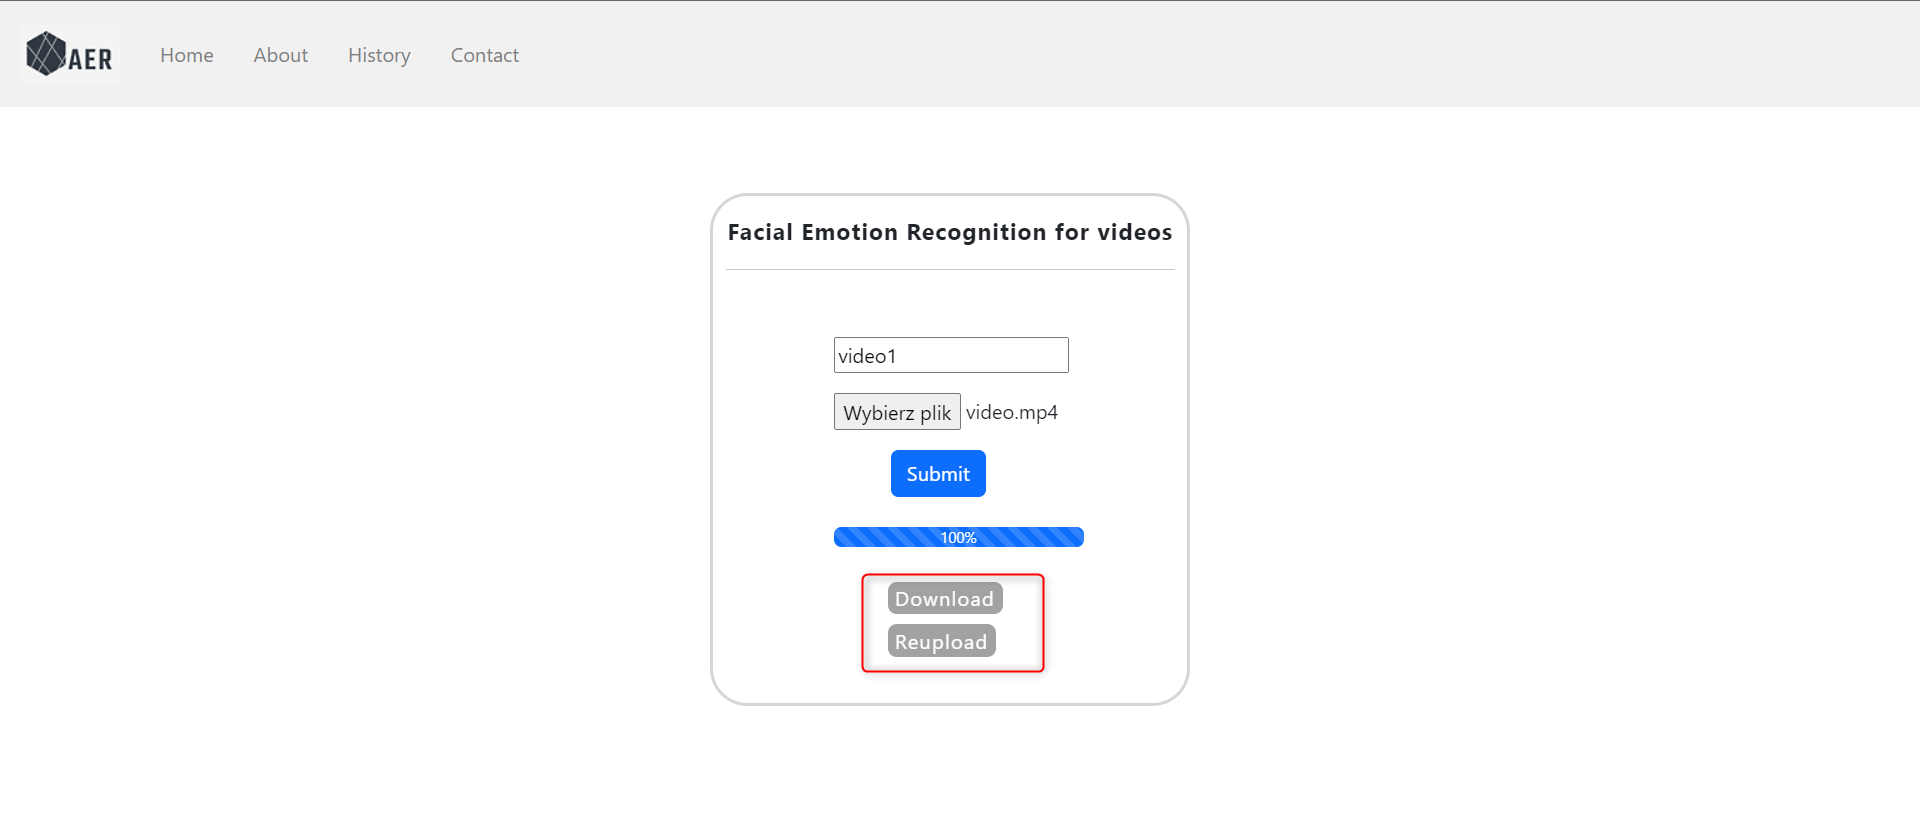 AER Home About History Contact
Facial Emotion Recognition for videos
video1
Wybierz plik video.mp4
Submit
100%
Download
Reupload